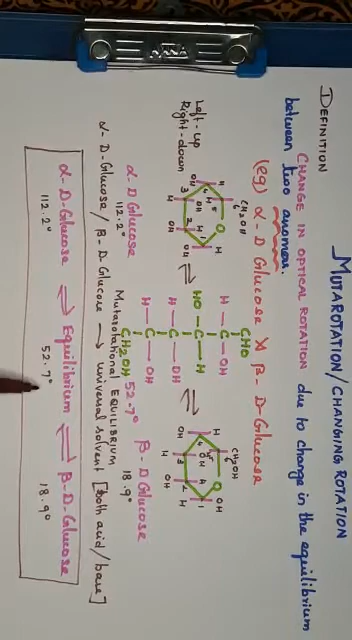 MUTAROTATION/CHANGING ROTATION
DEFINITION
CHANGE IN OPTICAL ROTATION due to change in the equilibrium
between two anomers.
(eg) α-D Glucose & β-D-Glucose
Left-up
Right-down
CH₂OH
CHO
H—C—OH
HO—C—H
H—C—OH
H—C—OH
CH₂OH
CH₂OH
α-D Glucose
112.2°
Mutarotational EQUILIBRIUM
52.7°
β-D Glucose
18.9°
α-D-Glucose/β-D-Glucose → universal solvent [both acid/base]
α-D-Glucose ⇌ Equilibrium ⇌ β-D-Glucose
112.2° 52.7° 18.9°